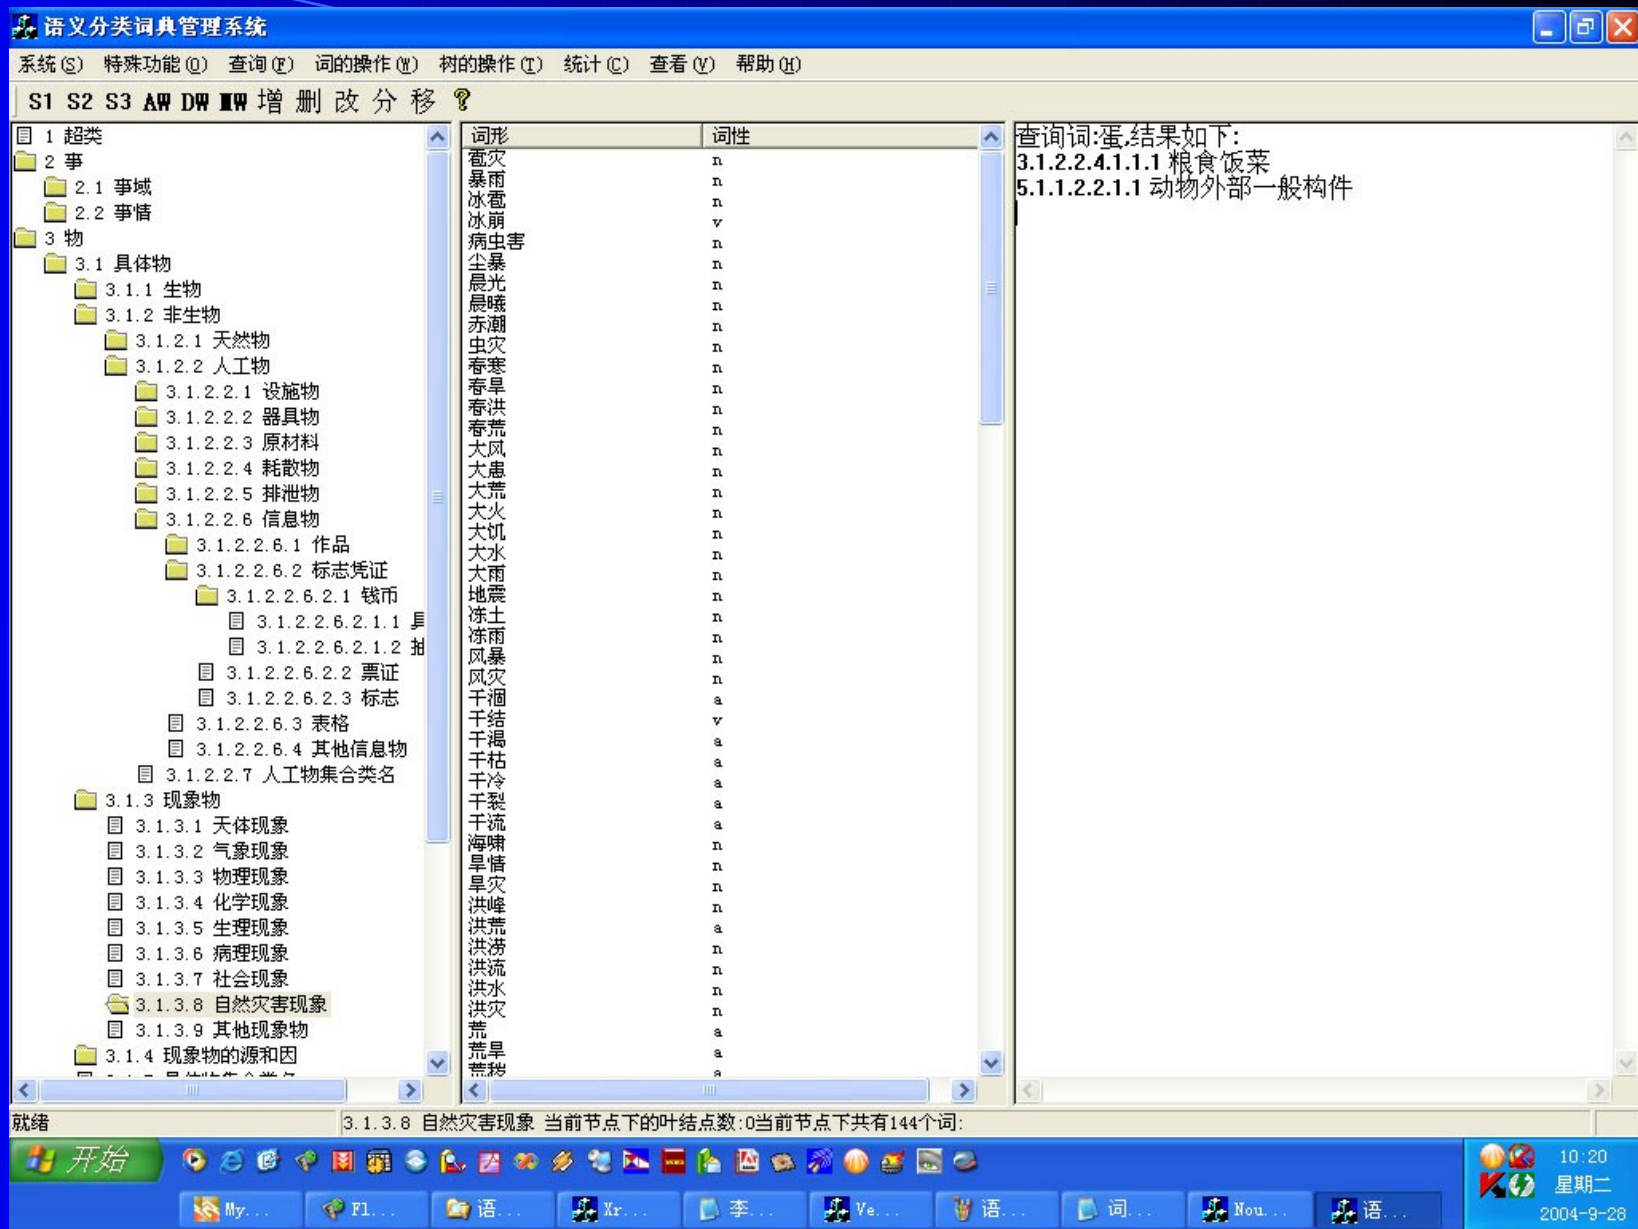 语义分类词典管理系统
系统(S) 特殊功能(Q) 查询(F) 词的操作(W) 树的操作(T) 统计(C) 查看(V) 帮助(H)
S1 S2 S3 AW DW MW 增 删 改 分 移
1 超类
2 事
2.1 事域
2.2 事情
3 物
3.1 具体物
3.1.1 生物
3.1.2 非生物
3.1.2.1 天然物
3.1.2.2 人工物
3.1.2.2.1 设施物
3.1.2.2.2 器具物
3.1.2.2.3 原材料
3.1.2.2.4 耗散物
3.1.2.2.5 排泄物
3.1.2.2.6 信息物
3.1.2.2.6.1 作品
3.1.2.2.6.2 标志凭证
3.1.2.2.6.2.1 钱币
3.1.2.2.6.2.1.1
3.1.2.2.6.2.1.2
3.1.2.2.6.2.2 票证
3.1.2.2.6.2.3 标志
3.1.2.2.6.3 表格
3.1.2.2.6.4 其他信息物
3.1.2.2.7 人工物集合类名
3.1.3 现象物
3.1.3.1 天体现象
3.1.3.2 气象现象
3.1.3.3 物理现象
3.1.3.4 化学现象
3.1.3.5 生理现象
3.1.3.6 病理现象
3.1.3.7 社会现象
3.1.3.8 自然灾害现象
3.1.3.9 其他现象物
3.1.4 现象物的源和因
词形 词性
雹灾 n
暴雨 n
冰雹 n
冰崩 v
病虫害 n
尘暴 n
晨光 n
晨曦 n
赤潮 n
虫灾 n
春寒 n
春旱 n
春洪 n
春荒 n
大风 n
大患 n
大荒 n
大火 n
大饥 n
大水 n
大雨 n
地震 n
冻土 n
冻雨 n
风暴 n
风灾 n
干涸 a
干结 v
干渴 a
干枯 a
干冷 a
干裂 a
干流 a
海啸 n
旱情 n
旱灾 n
洪峰 n
洪荒 a
洪涝 n
洪流 n
洪水 n
洪灾 n
荒 a
荒旱 a
查询词:蛋,结果如下:
3.1.2.2.4.1.1.1 粮食饭菜
5.1.1.2.2.1.1 动物外部一般构件
就绪 3.1.3.8 自然灾害现象 当前节点下的叶结点数:0当前节点下共有144个词:
开始
My... Fl... 语... Xr... 李... Ve... 语... 词... Nou... 语...
10:20
星期二
2004-9-28